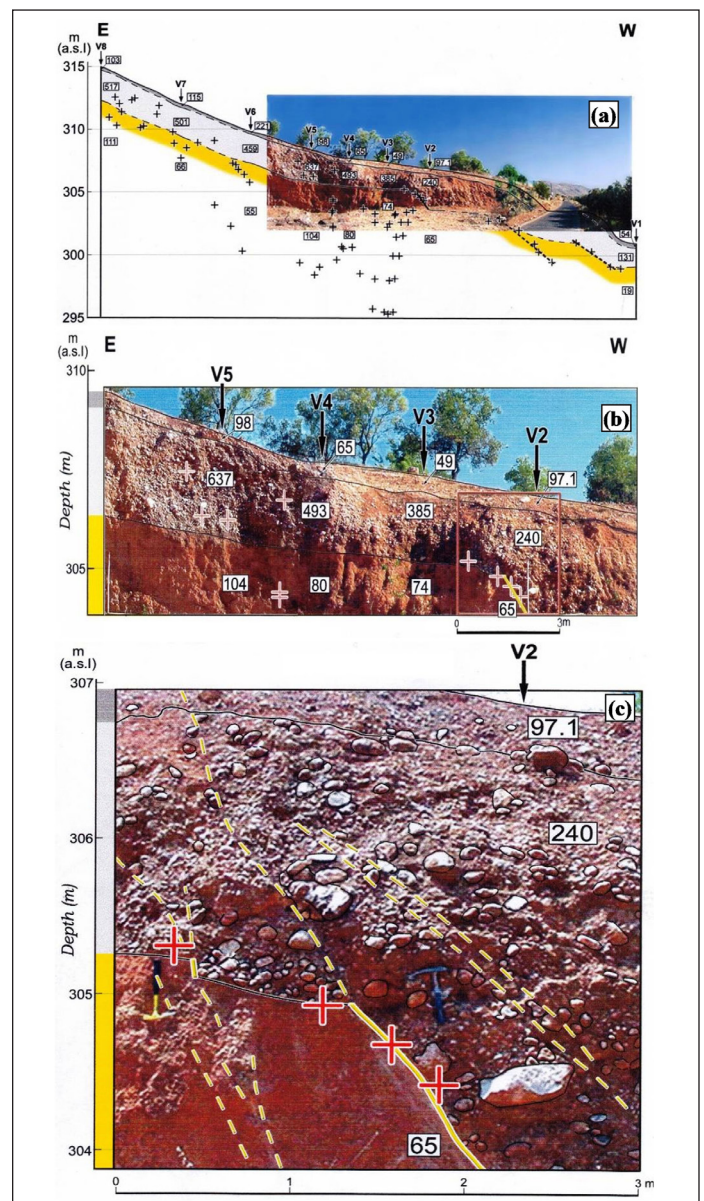 E W
m
(a.s.l)
V8
103
315
517
V7
115
V6
221
(a)
310
501
459
V5
98
V4
65
V3
49
V2
97.1
111
66
637
493
385
240
305
55
74
104
80
65
V1
54
300
131
19
295
m
(a.s.l)
E W
310
V5
V4
V3
V2
(b)
98
65
49
97.1
637
493
385
240
Depth (m)
305
104
80
74
65
0 3m
m
(a.s.l)
V2
307
(c)
97.1
306
240
Depth (m)
305
304
65
0 1 2 3 m